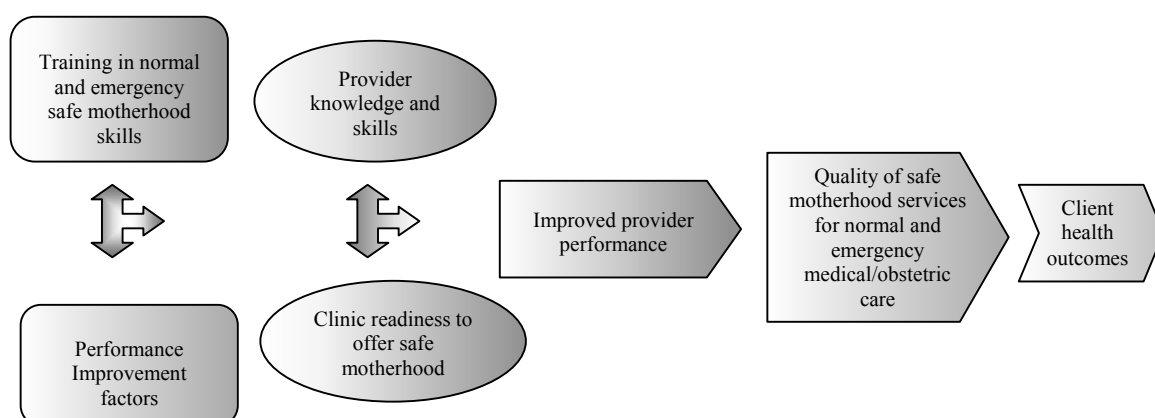 Training in normal
and emergency
safe motherhood
skills
Provider
knowledge and
skills
Performance
Improvement
factors
Clinic readiness to
offer safe
motherhood
Improved provider
performance
Quality of safe
motherhood services
for normal and
emergency
medical/obstetric
care
Client
health
outcomes